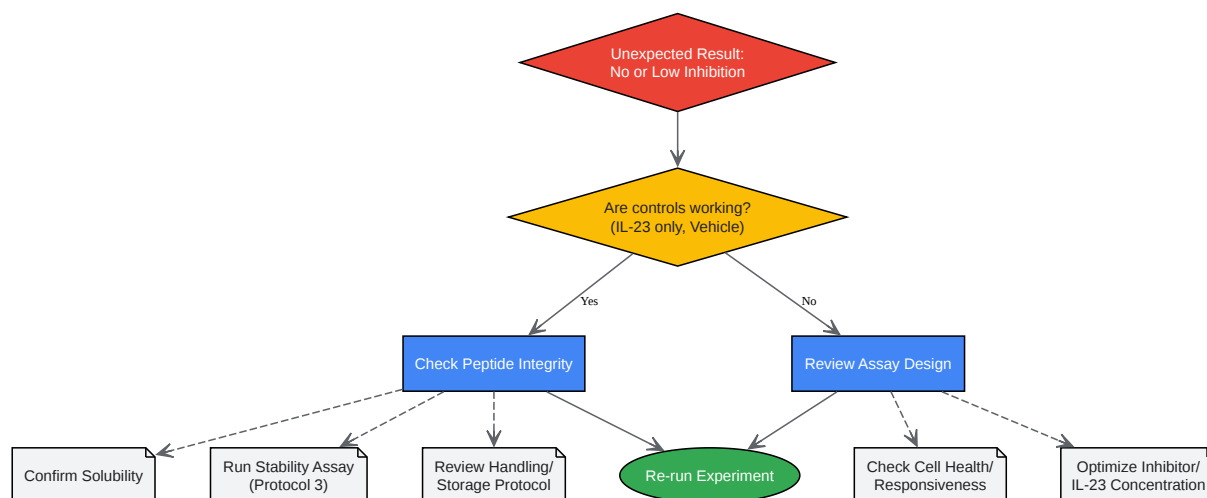 Unexpected Result:
No or Low Inhibition
Are controls working?
(IL-23 only, Vehicle)
Yes
No
Check Peptide Integrity
Review Assay Design
Confirm Solubility
Run Stability Assay
(Protocol 3)
Review Handling/
Storage Protocol
Re-run Experiment
Check Cell Health/
Responsiveness
Optimize Inhibitor/
IL-23 Concentration